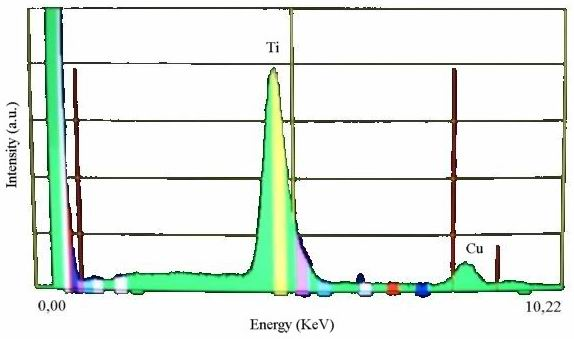 Ti
Intensity (a.u.)
Cu
0,00
10,22
Energy (KeV)